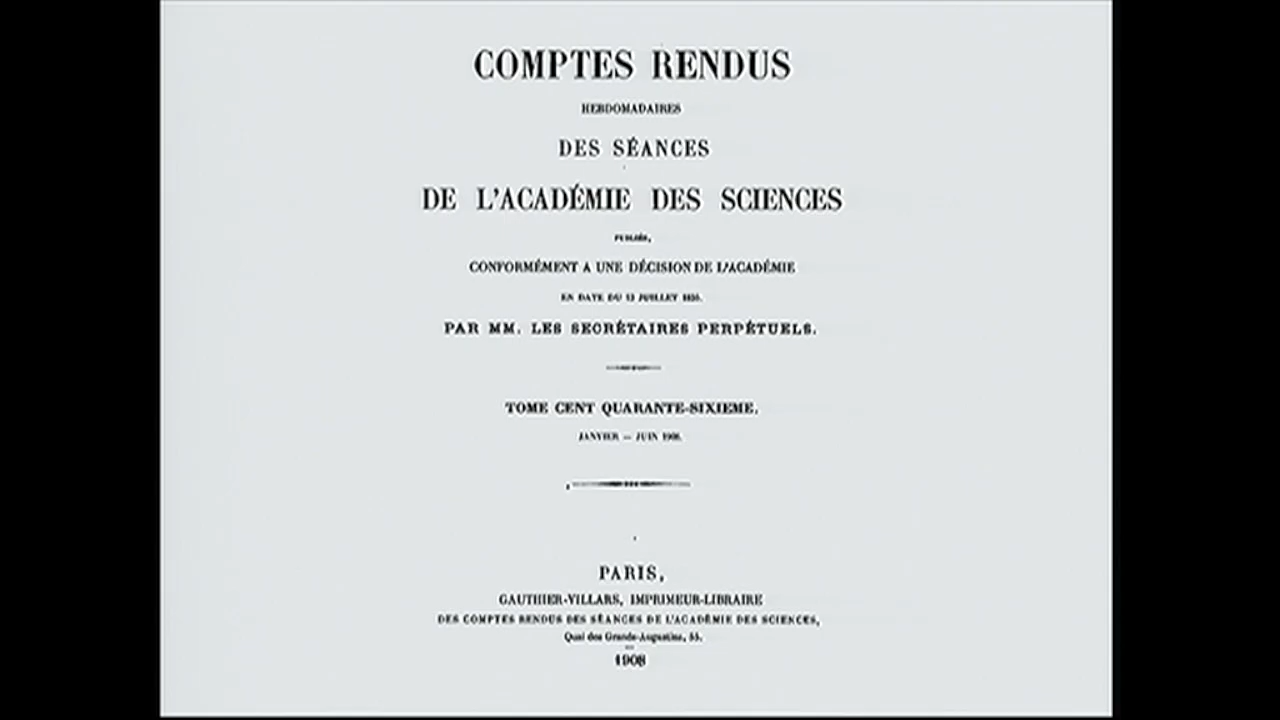 COMPTES RENDUS
HEBDOMADAIRES
DES SÉANCES
DE L'ACADÉMIE DES SCIENCES
PUBLIÉS,
CONFORMÉMENT A UNE DÉCISION DE L'ACADÉMIE
EN DATE DU 13 JUILLET 1835.
PAR MM. LES SECRÉTAIRES PERPÉTUELS.
TOME CENT QUARANTE-SIXIEME.
JANVIER — JUIN 1908.
PARIS,
GAUTHIER-VILLARS, IMPRIMEUR-LIBRAIRE
DES COMPTES RENDUS DES SÉANCES DE L'ACADÉMIE DES SCIENCES,
Quai des Grands-Augustins, 55.
1908